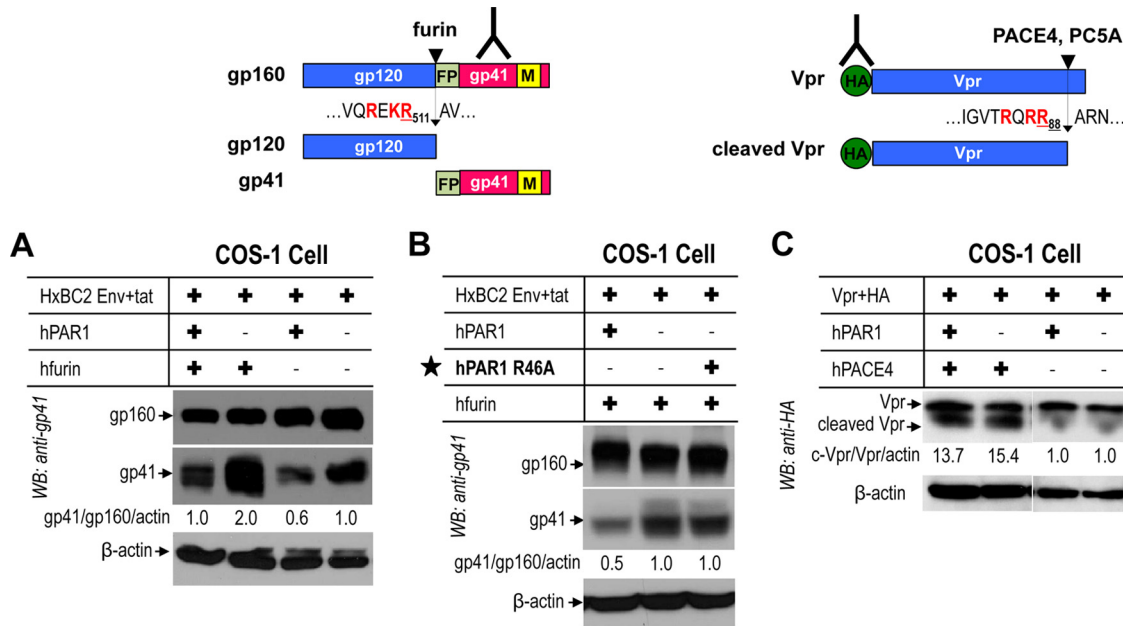 furin
gp160 gp120 FP gp41 M
...VQREKR511 AV...
gp120 gp120
gp41 FP gp41 M
PACE4, PC5A
Vpr HA Vpr
...IGVTRQRR88 ARN...
cleaved Vpr HA Vpr
A
COS-1 Cell
HxBC2 Env+tat + + + +
hPAR1 + - + -
hfurin + + - -
WB: anti-gp41
gp160
gp41
gp41/gp160/actin 1.0 2.0 0.6 1.0
β-actin
B
COS-1 Cell
HxBC2 Env+tat + + +
hPAR1 + - -
★ hPAR1 R46A - - +
hfurin + + +
WB: anti-gp41
gp160
gp41
gp41/gp160/actin 0.5 1.0 1.0
β-actin
C
COS-1 Cell
Vpr+HA + + + +
hPAR1 + - + -
hPACE4 + + - -
WB: anti-HA
Vpr
cleaved Vpr
c-Vpr/Vpr/actin 13.7 15.4 1.0 1.0
β-actin